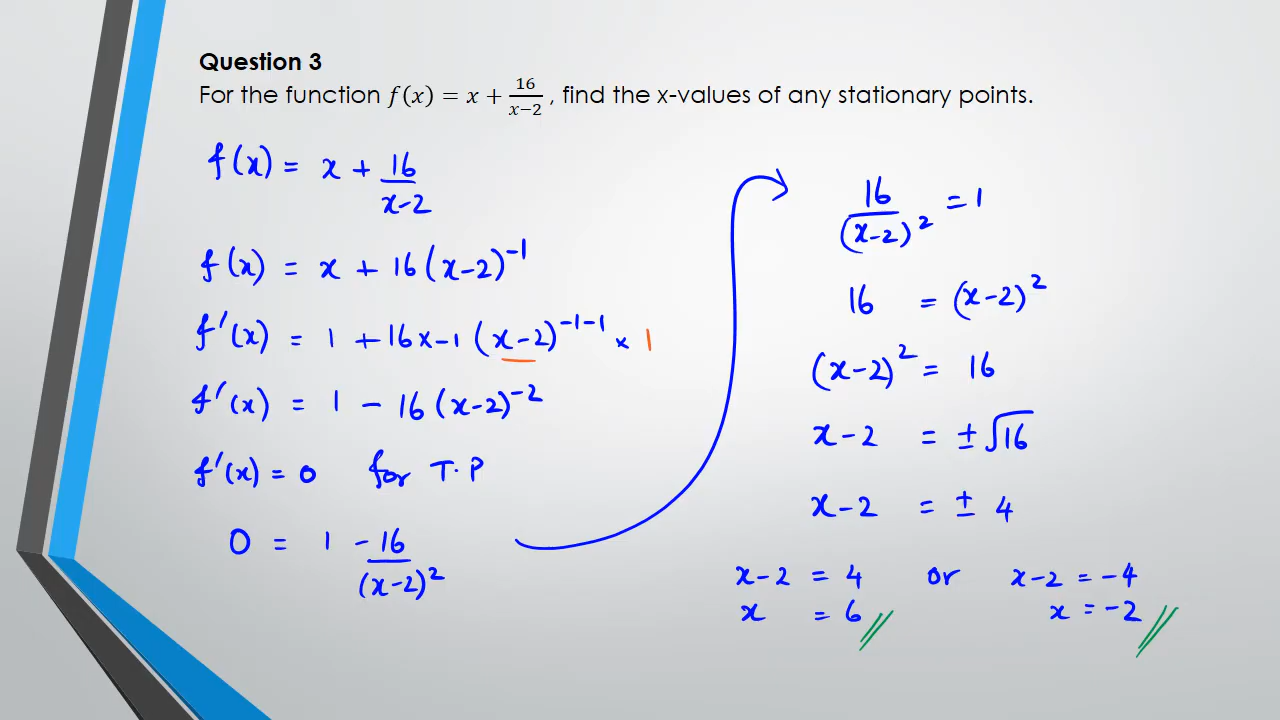 Question 3
For the function f(x) = x + 16/(x−2) , find the x-values of any stationary points.
f(x) = x + 16/(x-2)
f(x) = x + 16(x-2)⁻¹
f'(x) = 1 + 16x-1 (x-2)⁻¹⁻¹ × 1
f'(x) = 1 - 16(x-2)⁻²
f'(x) = 0 for T.P
0 = 1 - 16/(x-2)²
16/(x-2)² = 1
16 = (x-2)²
(x-2)² = 16
x-2 = ±√16
x-2 = ± 4
x-2 = 4 or x-2 = -4
x = 6 x = -2